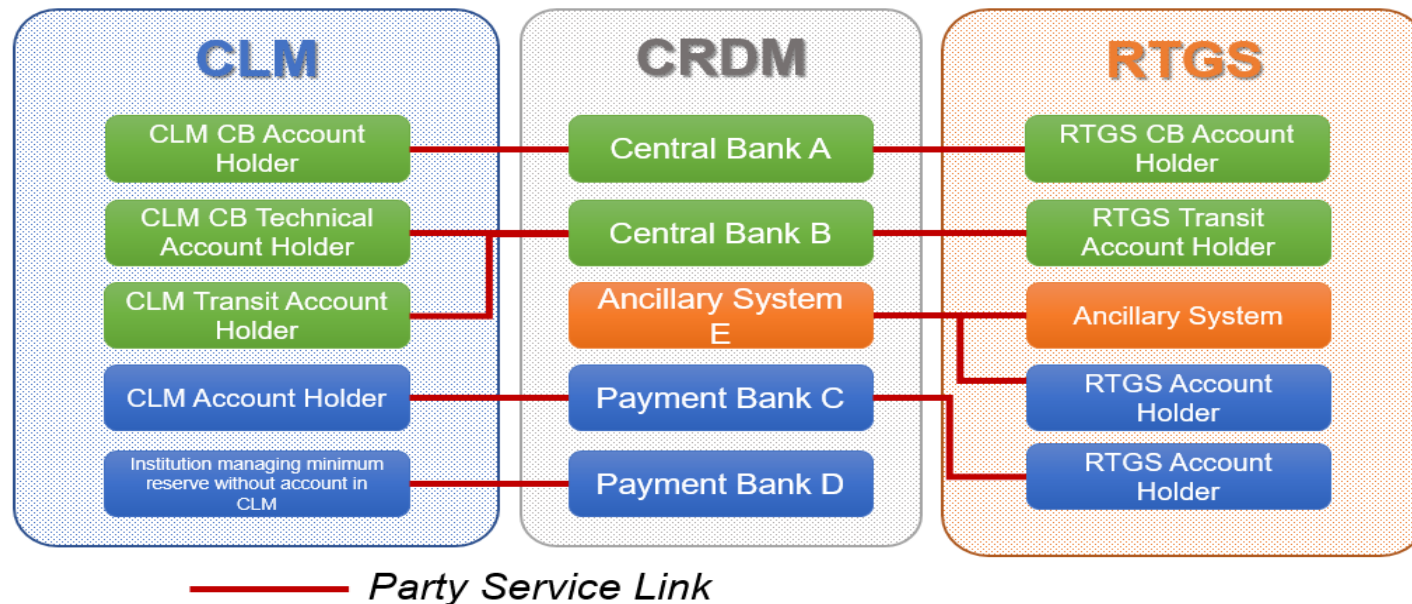 CLM
CLM CB Account
Holder
CLM CB Technical
Account Holder
CLM Transit Account
Holder
CLM Account Holder
Institution managing minimum
reserve without account in
CLM
CRDM
Central Bank A
Central Bank B
Ancillary System
E
Payment Bank C
Payment Bank D
RTGS
RTGS CB Account
Holder
RTGS Transit
Account Holder
Ancillary System
RTGS Account
Holder
RTGS Account
Holder
Party Service Link